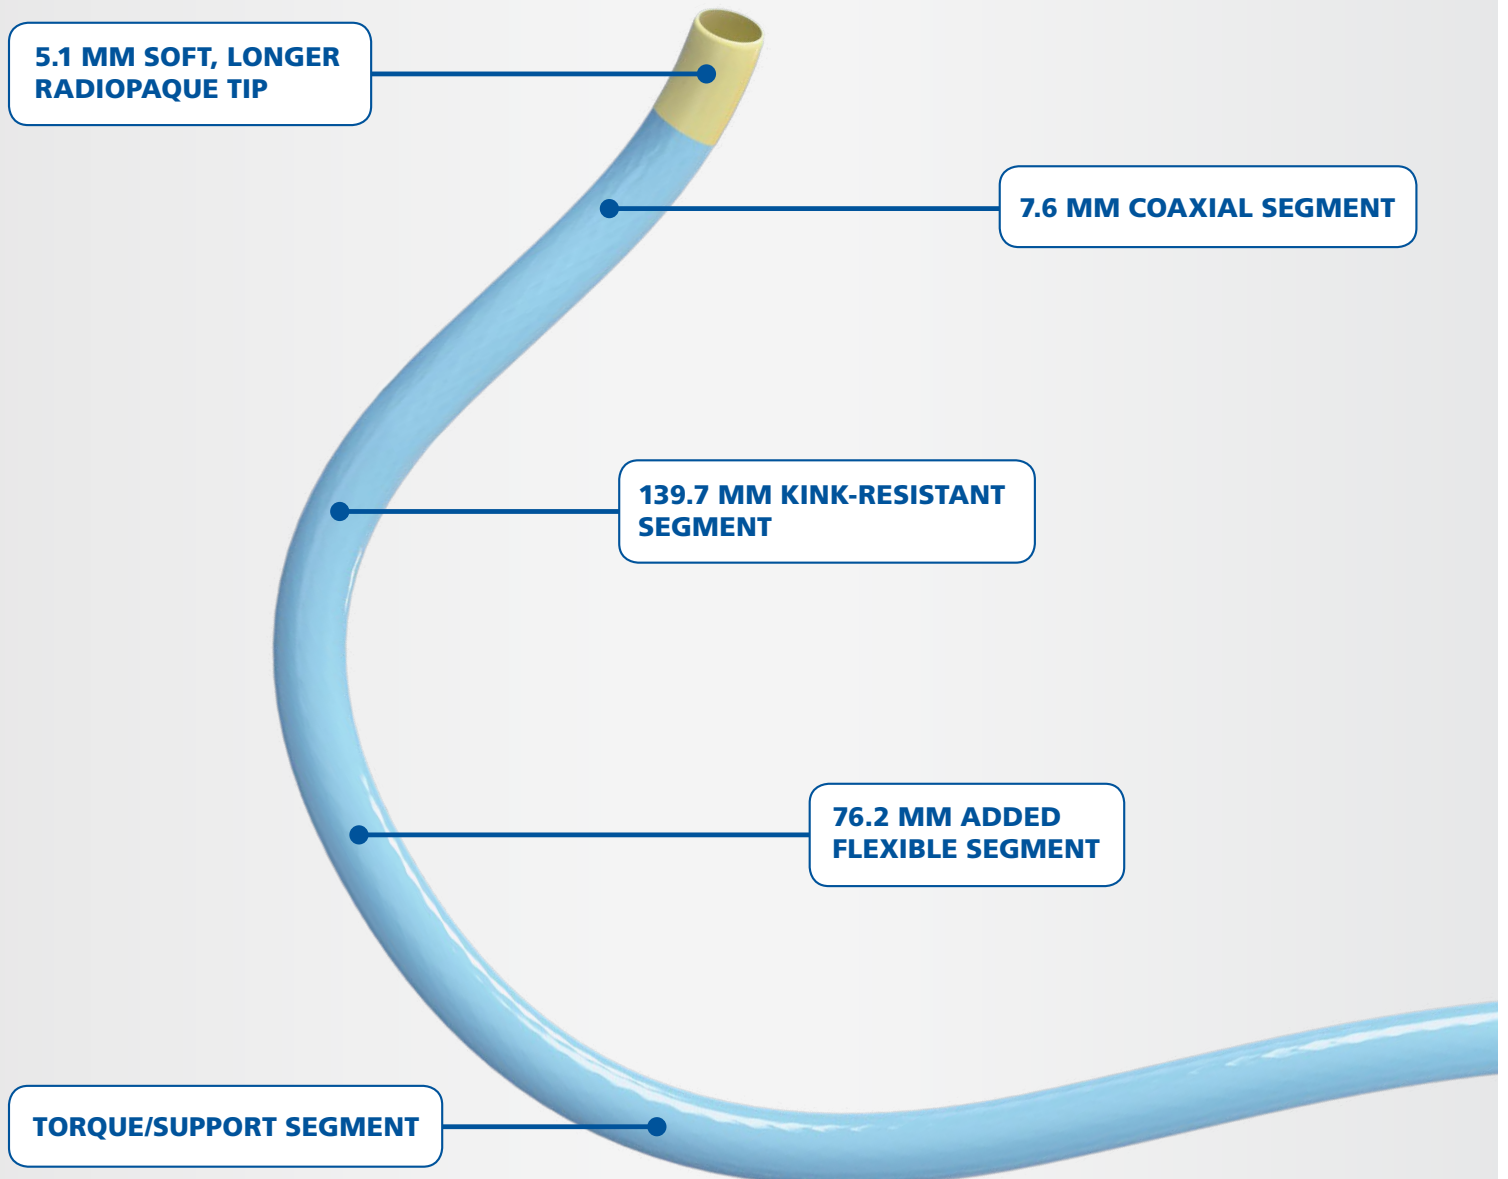 5.1 MM SOFT, LONGER
RADIOPAQUE TIP
7.6 MM COAXIAL SEGMENT
139.7 MM KINK-RESISTANT
SEGMENT
76.2 MM ADDED
FLEXIBLE SEGMENT
TORQUE/SUPPORT SEGMENT